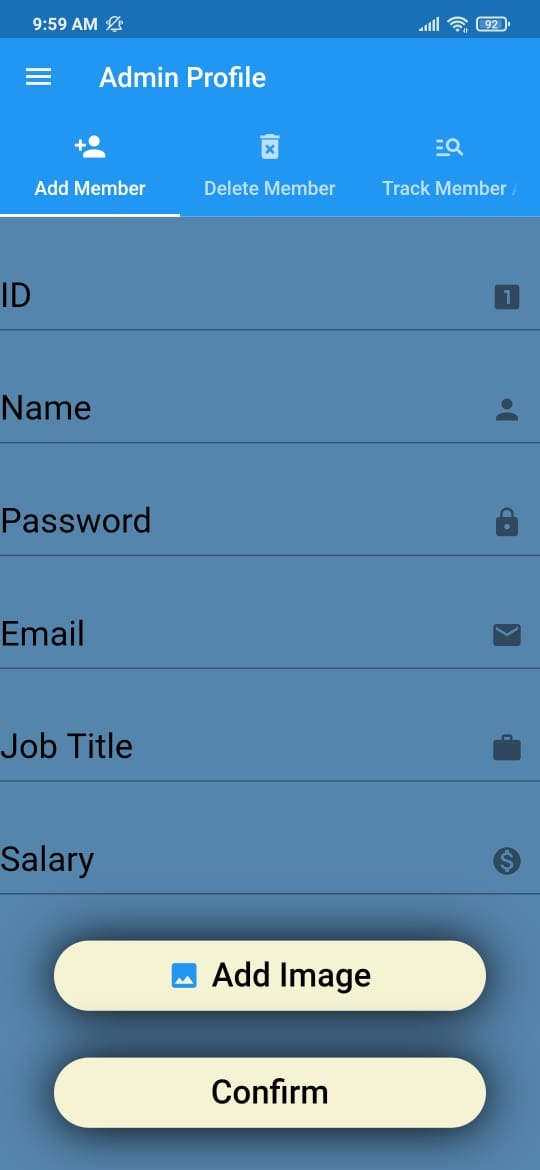 9:59 AM 92
Admin Profile
Add Member Delete Member Track Member
ID 1
Name
Password
Email
Job Title
Salary $
Add Image
Confirm